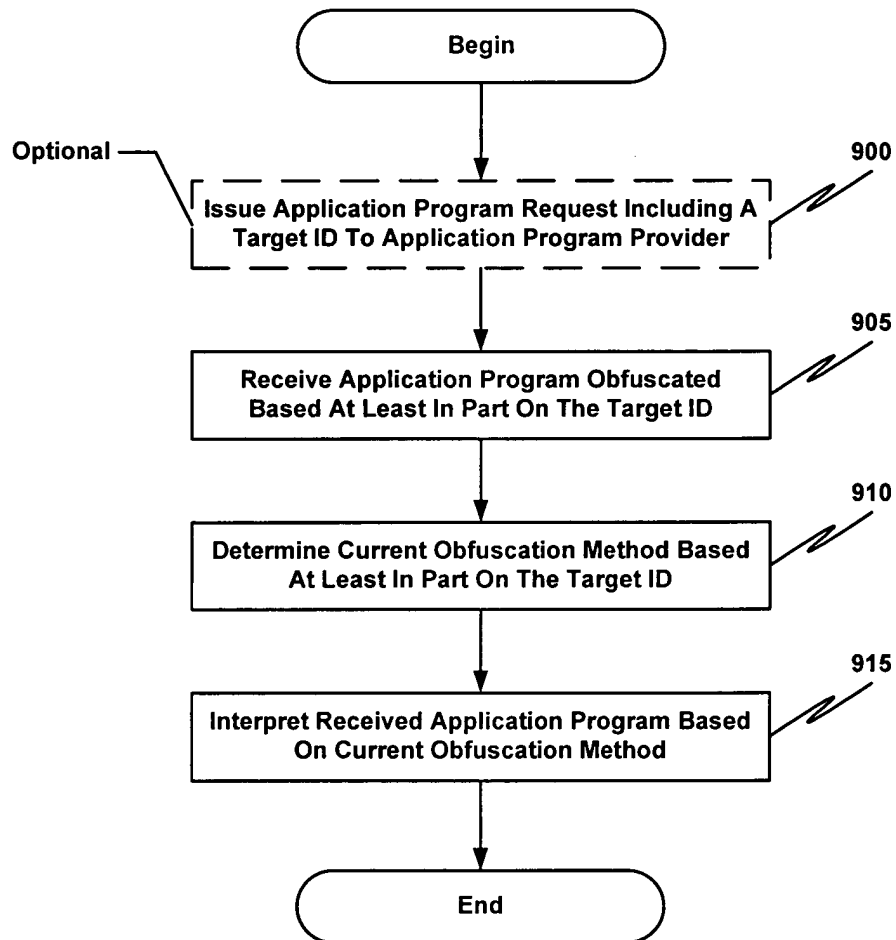 Begin
Optional
900
Issue Application Program Request Including A
Target ID To Application Program Provider
905
Receive Application Program Obfuscated
Based At Least In Part On The Target ID
910
Determine Current Obfuscation Method Based
At Least In Part On The Target ID
915
Interpret Received Application Program Based
On Current Obfuscation Method
End